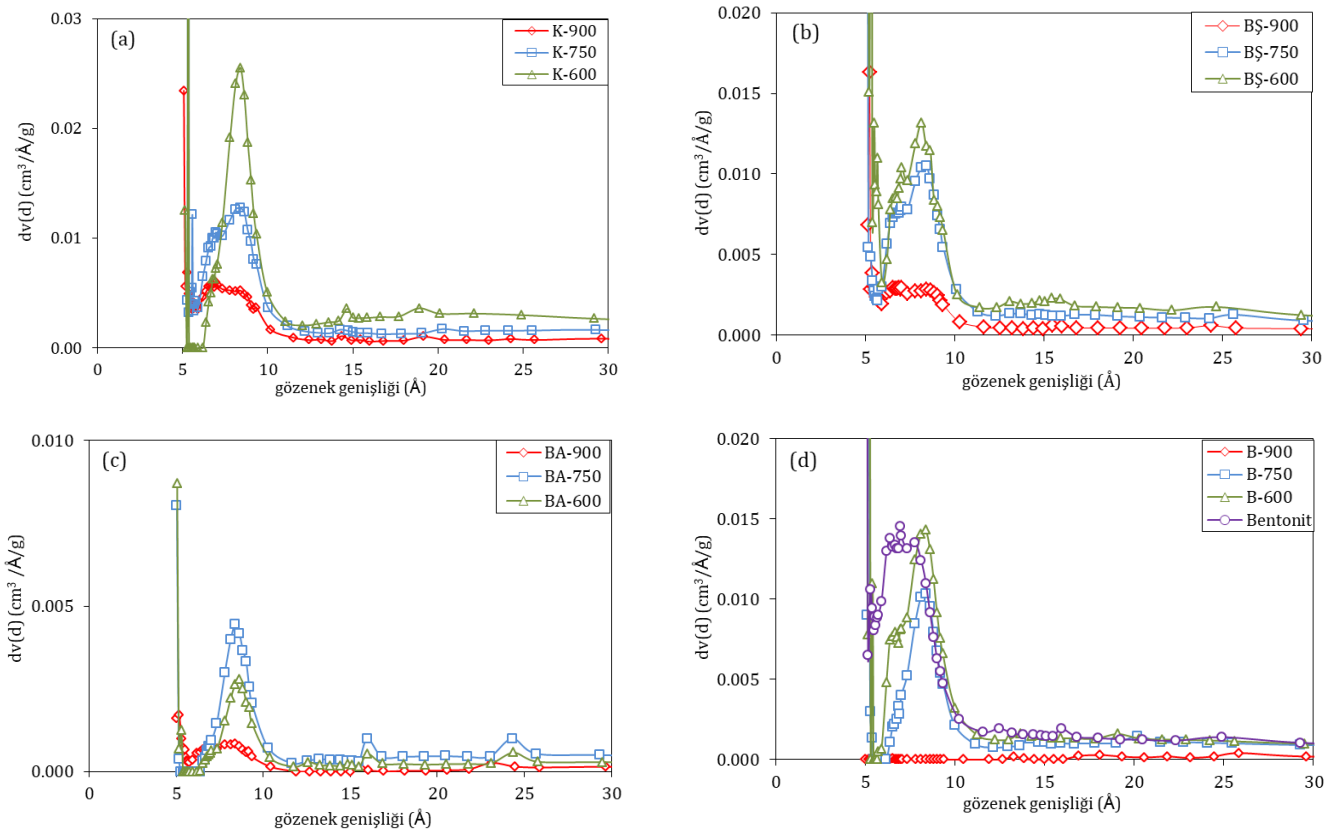 (a)
K-900
K-750
K-600
0.03
0.02
0.01
0.00
dv(d) (cm³/Å/g)
0 5 10 15 20 25 30
gözenek genişliği (Å)
(b)
BŞ-900
BŞ-750
BŞ-600
0.020
0.015
0.010
0.005
0.000
dv(d) (cm³/Å/g)
0 5 10 15 20 25 30
gözenek genişliği (Å)
(c)
BA-900
BA-750
BA-600
0.010
0.005
0.000
dv(d) (cm³ /Å/g)
0 5 10 15 20 25 30
gözenek genişliği (Å)
(d)
B-900
B-750
B-600
Bentonit
0.020
0.015
0.010
0.005
0.000
dv(d) (cm³/Å/g)
0 5 10 15 20 25 30
gözenek genişliği (Å)